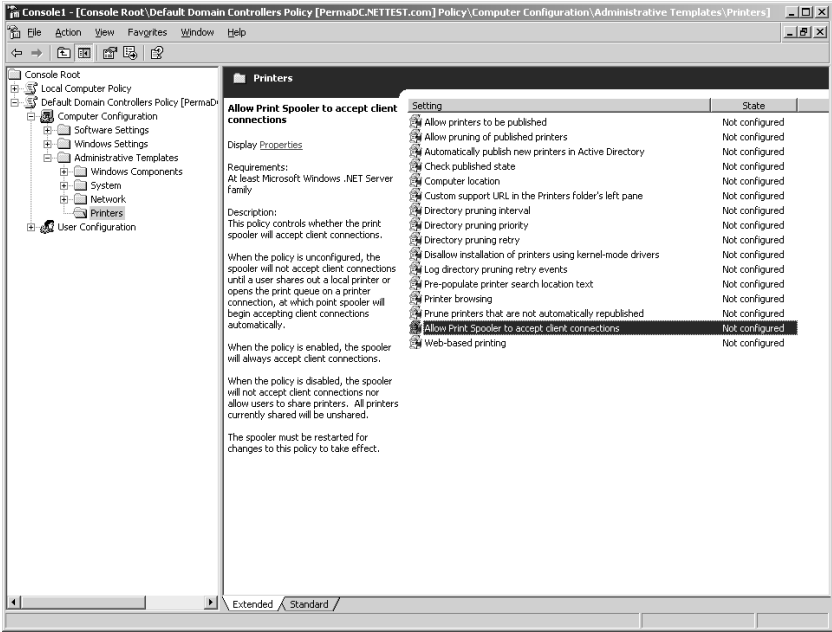 Console1 - [Console Root\Default Domain Controllers Policy [PermaDC.NETTEST.com] Policy\Computer Configuration\Administrative Templates\Printers]
File Action View Favorites Window Help
Console Root
Local Computer Policy
Default Domain Controllers Policy [PermaD
Computer Configuration
Software Settings
Windows Settings
Administrative Templates
Windows Components
System
Network
Printers
User Configuration
Printers
Allow Print Spooler to accept client
connections
Display Properties
Requirements:
At least Microsoft Windows .NET Server
family
Description:
This policy controls whether the print
spooler will accept client connections.
When the policy is unconfigured, the
spooler will not accept client connections
until a user shares out a local printer or
opens the print queue on a printer
connection, at which point spooler will
begin accepting client connections
automatically.
When the policy is enabled, the spooler
will always accept client connections.
When the policy is disabled, the spooler
will not accept client connections nor
allow users to share printers. All printers
currently shared will be unshared.
The spooler must be restarted for
changes to this policy to take effect.
Setting State
Allow printers to be published Not configured
Allow pruning of published printers Not configured
Automatically publish new printers in Active Directory Not configured
Check published state Not configured
Computer location Not configured
Custom support URL in the Printers folder's left pane Not configured
Directory pruning interval Not configured
Directory pruning priority Not configured
Directory pruning retry Not configured
Disallow installation of printers using kernel-mode drivers Not configured
Log directory pruning retry events Not configured
Pre-populate printer search location text Not configured
Printer browsing Not configured
Prune printers that are not automatically republished Not configured
Allow Print Spooler to accept client connections Not configured
Web-based printing Not configured
Extended Standard